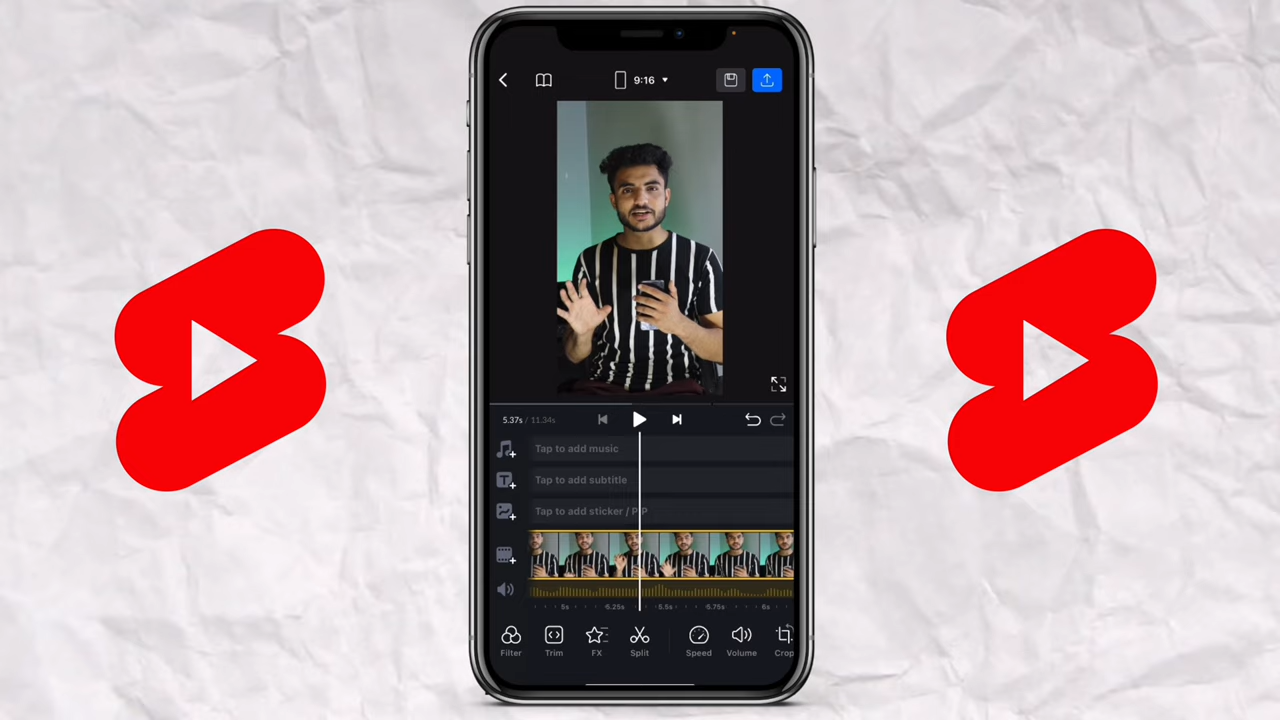 9:16
5.37s / 11.34s
Tap to add music
Tap to add subtitle
Tap to add sticker / PIP
5s 5.25s 5.5s 5.75s 6s
Filter Trim FX Split Speed Volume Crop